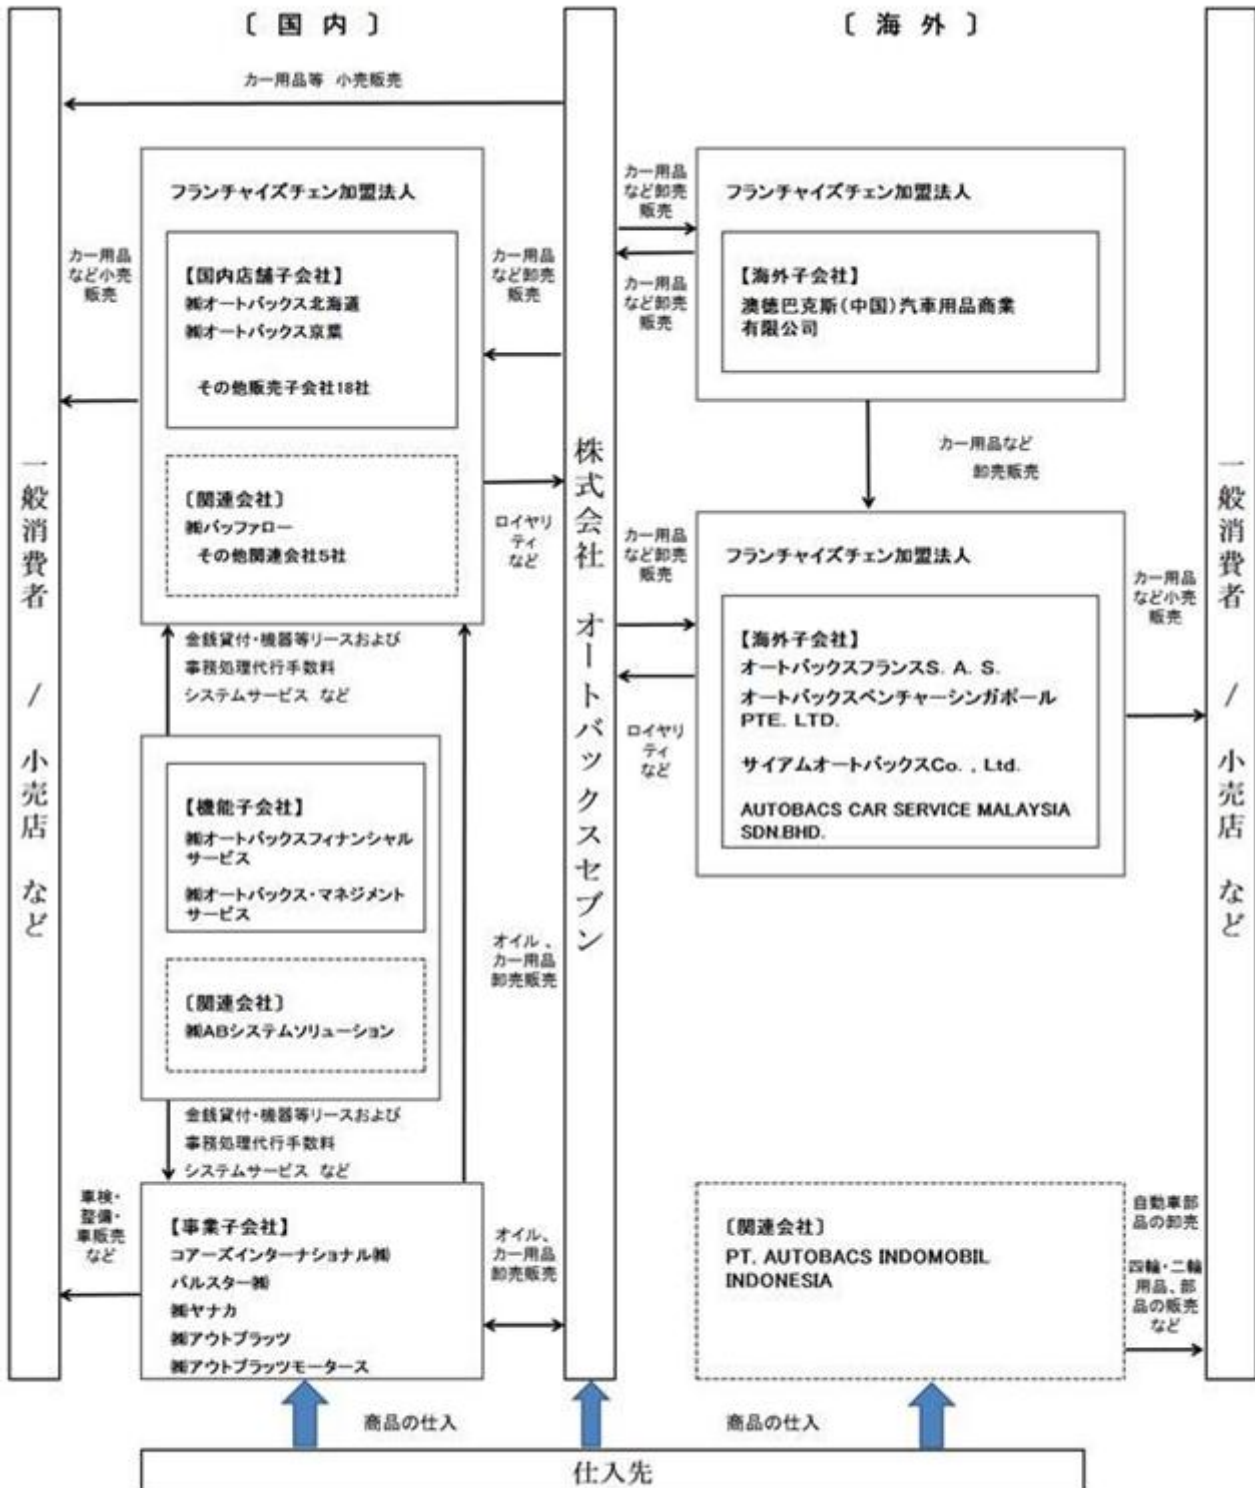 〔 国 内 〕
〔 海 外 〕
カー用品等 小売販売
フランチャイズチェン加盟法人
【国内店舗子会社】
㈱オートバックス北海道
㈱オートバックス京葉
その他販売子会社18社
〔関連会社〕
㈱バッファロー
その他関連会社5社
カー用品
など小売
販売
カー用品
など卸売
販売
ロイヤリ
ティ
など
金銭貸付・機器等リースおよび
事務処理代行手数料
システムサービス など
【機能子会社】
㈱オートバックスフィナンシャル
サービス
㈱オートバックス・マネジメント
サービス
〔関連会社〕
㈱ABシステムソリューション
オイル、
カー用品
卸売販売
金銭貸付・機器等リースおよび
事務処理代行手数料
システムサービス など
車検・
整備・
車販売
など
【事業子会社】
コアーズインターナショナル㈱
パルスター㈱
㈱ヤナカ
㈱アウトプラッツ
㈱アウトプラッツモータース
オイル、
カー用品
卸売販売
一般消費者 / 小売店 など
株式会社 オートバックスセブン
カー用品
など卸売
販売
カー用品
など卸売
販売
フランチャイズチェン加盟法人
【海外子会社】
澳徳巴克斯(中国)汽車用品商業
有限公司
カー用品など
卸売販売
カー用品
など卸売
販売
ロイヤリ
ティ
など
フランチャイズチェン加盟法人
【海外子会社】
オートバックスフランスS. A. S.
オートバックスベンチャーシンガポール
PTE. LTD.
サイアムオートバックスCo. , Ltd.
AUTOBACS CAR SERVICE MALAYSIA
SDN.BHD.
カー用品
など小売
販売
〔関連会社〕
PT. AUTOBACS INDOMOBIL
INDONESIA
自動車部
品の卸売
四輪・二輪
用品、部
品の販売
など
一般消費者 / 小売店 など
商品の仕入
商品の仕入
仕入先